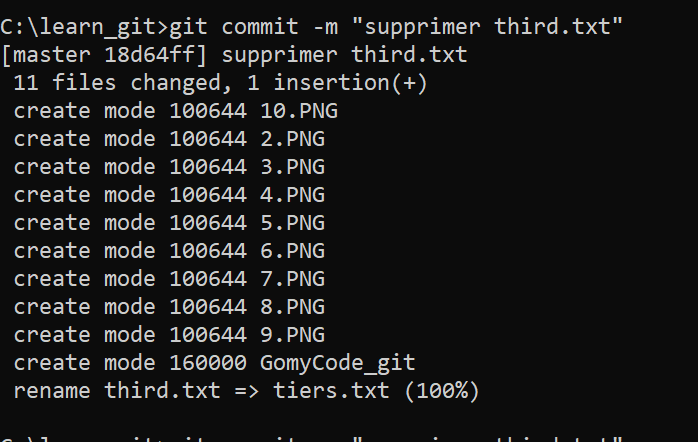 C:\learn_git>git commit -m "supprimer third.txt"
[master 18d64ff] supprimer third.txt
 11 files changed, 1 insertion(+)
 create mode 100644 10.PNG
 create mode 100644 2.PNG
 create mode 100644 3.PNG
 create mode 100644 4.PNG
 create mode 100644 5.PNG
 create mode 100644 6.PNG
 create mode 100644 7.PNG
 create mode 100644 8.PNG
 create mode 100644 9.PNG
 create mode 160000 GomyCode_git
 rename third.txt => tiers.txt (100%)